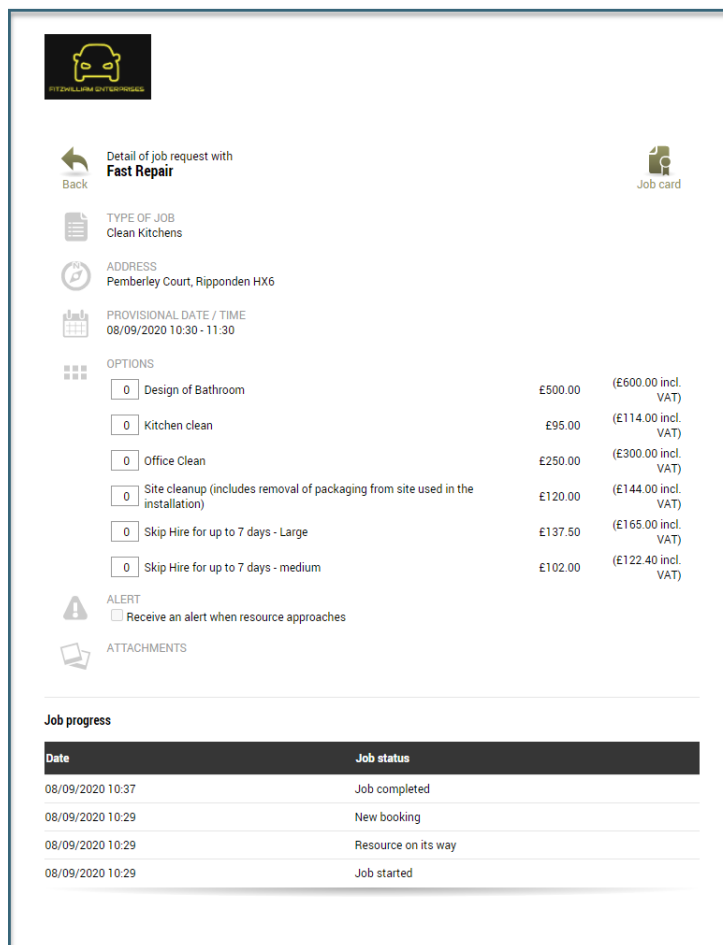 FITZWILLIAM ENTERPRISES
Back
Detail of job request with
Fast Repair
Job card
TYPE OF JOB
Clean Kitchens
ADDRESS
Pemberley Court, Ripponden HX6
PROVISIONAL DATE / TIME
08/09/2020 10:30 - 11:30
OPTIONS
0 Design of Bathroom £500.00 (£600.00 incl.
VAT)
0 Kitchen clean £95.00 (£114.00 incl.
VAT)
0 Office Clean £250.00 (£300.00 incl.
VAT)
0 Site cleanup (includes removal of packaging from site used in the
installation) £120.00 (£144.00 incl.
VAT)
0 Skip Hire for up to 7 days - Large £137.50 (£165.00 incl.
VAT)
0 Skip Hire for up to 7 days - medium £102.00 (£122.40 incl.
VAT)
ALERT
Receive an alert when resource approaches
ATTACHMENTS
Job progress
Date Job status
08/09/2020 10:37 Job completed
08/09/2020 10:29 New booking
08/09/2020 10:29 Resource on its way
08/09/2020 10:29 Job started